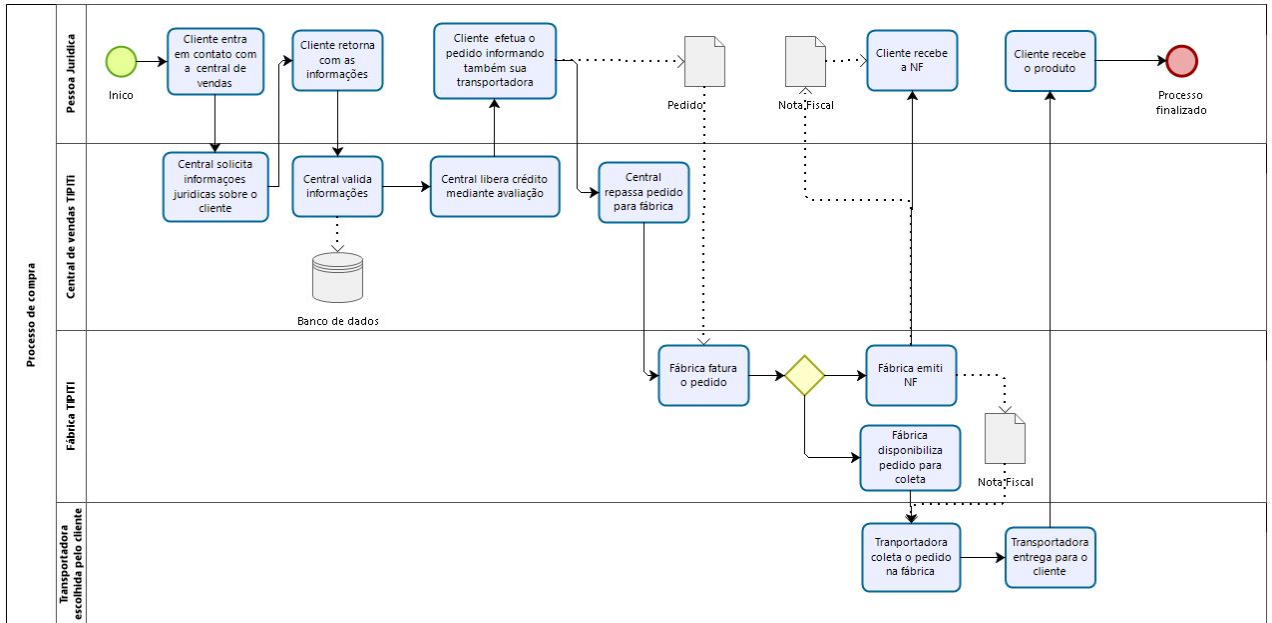 Processo de compra
Pessoa Juridica
Cliente entra
em contato com
a central de
vendas
Cliente retorna
com as
informações
Cliente efetua o
pedido informando
também sua
transportadora
Cliente recebe
a NF
Cliente recebe
o produto
Inico
Pedido
Nota Fiscal
Processo
finalizado
Central de vendas TIPITi
Central solicita
informaçoes
juridicas sobre o
cliente
Central valida
informações
Central libera crédito
mediante avaliação
Central
repassa pedido
para fábrica
Banco de dados
Fábrica TIPITI
Fábrica fatura
o pedido
Fábrica emiti
NF
Fábrica
disponibiliza
pedido para
coleta
Nota Fiscal
Transportadora
escolhida pelo cliente
Tranportadora
coleta o pedido
na fábrica
Transportadora
entrega para o
cliente